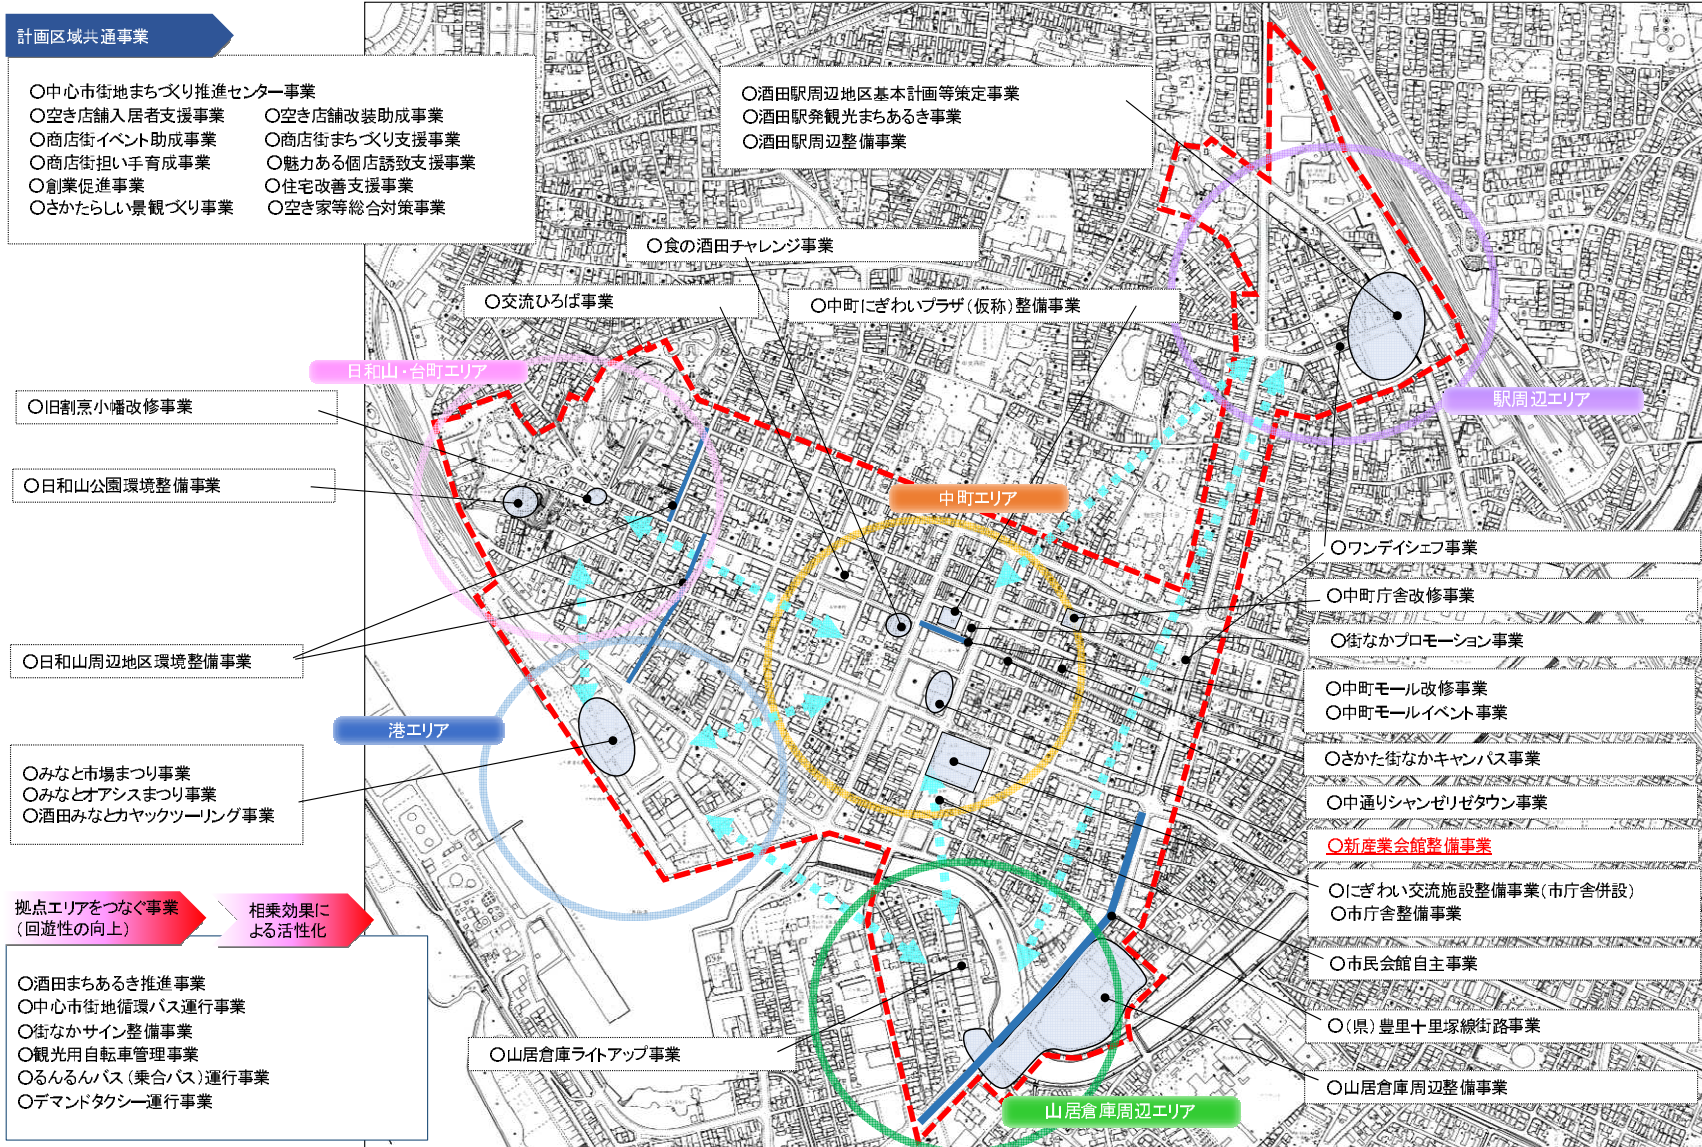 計画区域共通事業
○中心市街地まちづくり推進センター事業
○空き店舗入居者支援事業 ○空き店舗改装助成事業
○商店街イベント助成事業 ○商店街まちづくり支援事業
○商店街担い手育成事業 ○魅力ある個店誘致支援事業
○創業促進事業 ○住宅改善支援事業
○さかたらしい景観づくり事業 ○空き家等総合対策事業
○酒田駅周辺地区基本計画等策定事業
○酒田駅発観光まちあるき事業
○酒田駅周辺整備事業
○食の酒田チャレンジ事業
○交流ひろば事業
○中町にぎわいプラザ(仮称)整備事業
日和山・台町エリア
駅周辺エリア
○旧割烹小幡改修事業
○日和山公園環境整備事業
中町エリア
○ワンデイシェフ事業
○中町庁舎改修事業
○街なかプロモーション事業
○日和山周辺地区環境整備事業
○中町モール改修事業
○中町モールイベント事業
港エリア
○さかた街なかキャンパス事業
○みなと市場まつり事業
○みなとオアシスまつり事業
○酒田みなとカヤックツーリング事業
○中通りシャンゼリゼタウン事業
○新産業会館整備事業
○にぎわい交流施設整備事業(市庁舎併設)
○市庁舎整備事業
拠点エリアをつなぐ事業
(回遊性の向上)
相乗効果に
よる活性化
○市民会館自主事業
○酒田まちあるき推進事業
○中心市街地循環バス運行事業
○街なかサイン整備事業
○観光用自転車管理事業
○るんるんバス(乗合バス)運行事業
○デマンドタクシー運行事業
○(県)豊里十里塚線街路事業
○山居倉庫ライトアップ事業
○山居倉庫周辺整備事業
山居倉庫周辺エリア